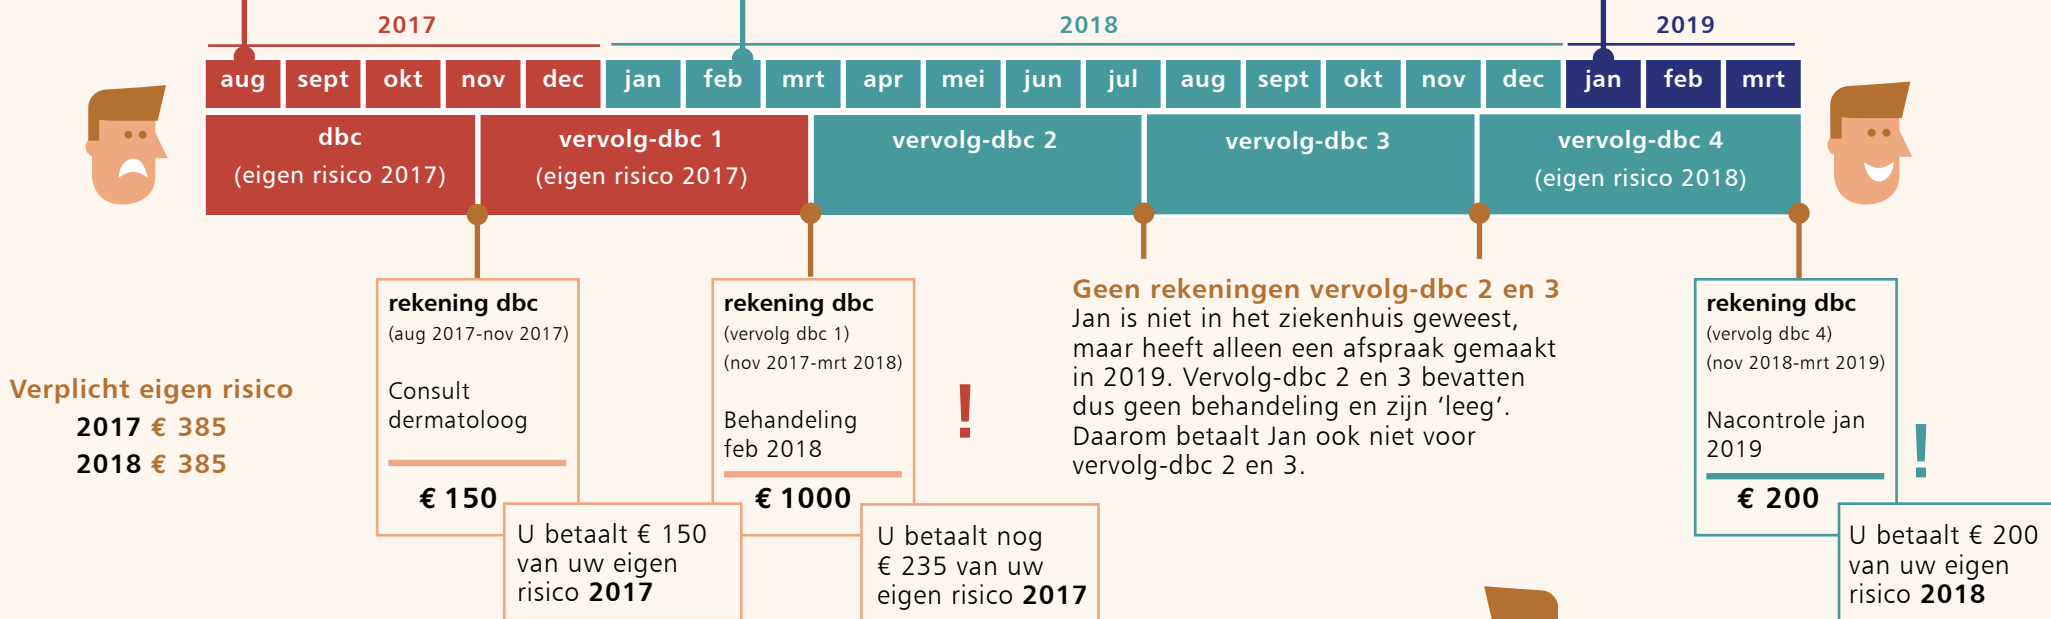 2017
2018
2019
aug sept okt nov dec jan feb mrt apr mei jun jul aug sept okt nov dec jan feb mrt
dbc
(eigen risico 2017)
vervolg-dbc 1
(eigen risico 2017)
vervolg-dbc 2
vervolg-dbc 3
vervolg-dbc 4
(eigen risico 2018)
Verplicht eigen risico
2017 € 385
2018 € 385
rekening dbc
(aug 2017-nov 2017)
Consult
dermatoloog
€ 150
U betaalt € 150
van uw eigen
risico 2017
rekening dbc
(vervolg dbc 1)
(nov 2017-mrt 2018)
Behandeling
feb 2018
€ 1000
!
U betaalt nog
€ 235 van uw
eigen risico 2017
Geen rekeningen vervolg-dbc 2 en 3
Jan is niet in het ziekenhuis geweest,
maar heeft alleen een afspraak gemaakt
in 2019. Vervolg-dbc 2 en 3 bevatten
dus geen behandeling en zijn ‘leeg’.
Daarom betaalt Jan ook niet voor
vervolg-dbc 2 en 3.
rekening dbc
(vervolg dbc 4)
(nov 2018-mrt 2019)
Nacontrole jan
2019
€ 200
!
U betaalt € 200
van uw eigen
risico 2018